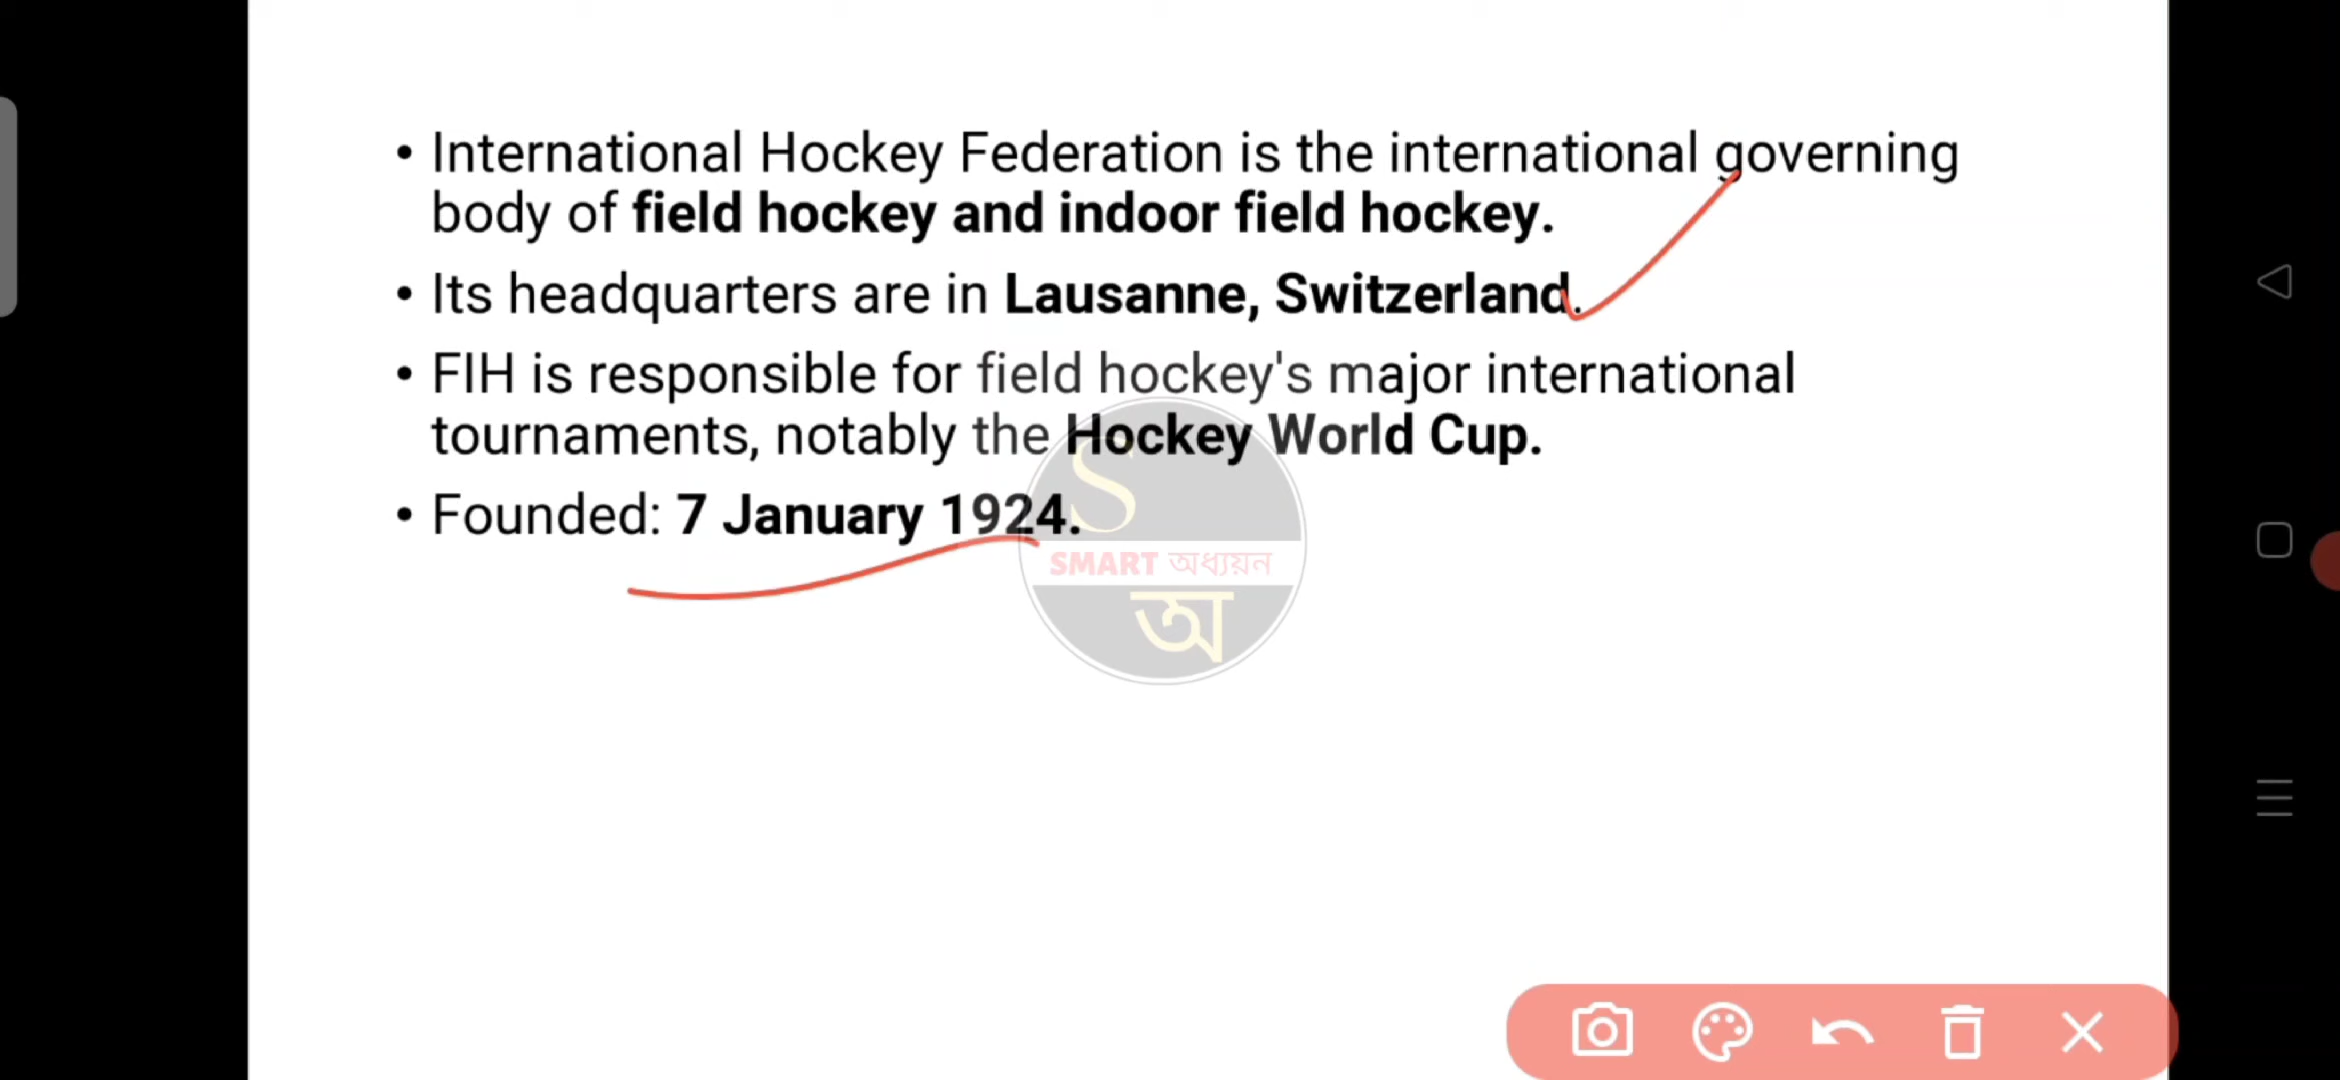 • International Hockey Federation is the international governing
body of field hockey and indoor field hockey.
• Its headquarters are in Lausanne, Switzerland.
• FIH is responsible for field hockey's major international
tournaments, notably the Hockey World Cup.
• Founded: 7 January 1924.
S
SMART অধ্যয়ন
অ